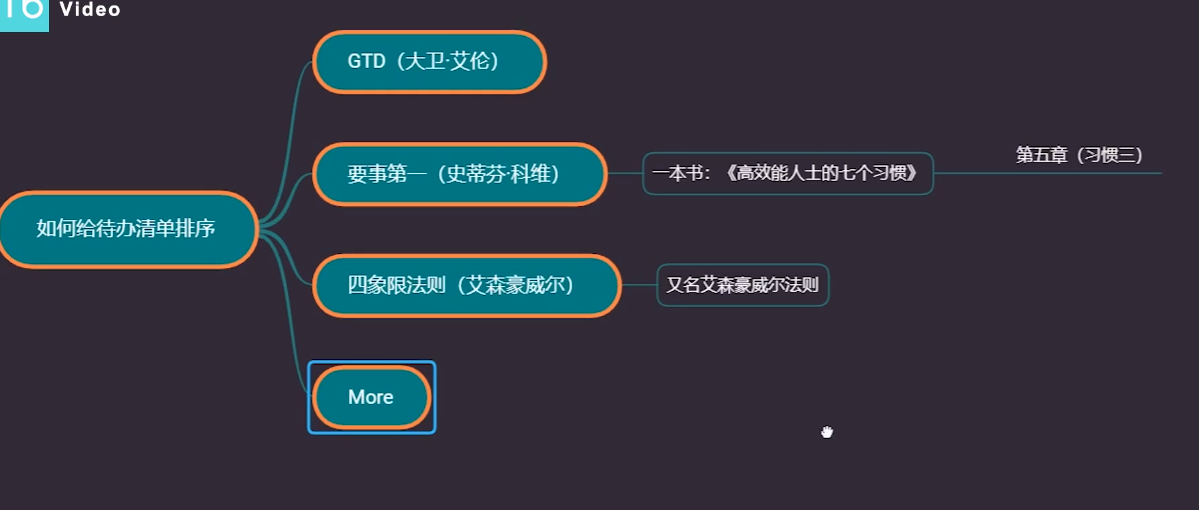 16 Video
GTD（大卫·艾伦）
要事第一（史蒂芬·科维）
一本书：《高效能人士的七个习惯》
第五章（习惯三）
如何给待办清单排序
四象限法则（艾森豪威尔）
又名艾森豪威尔法则
More